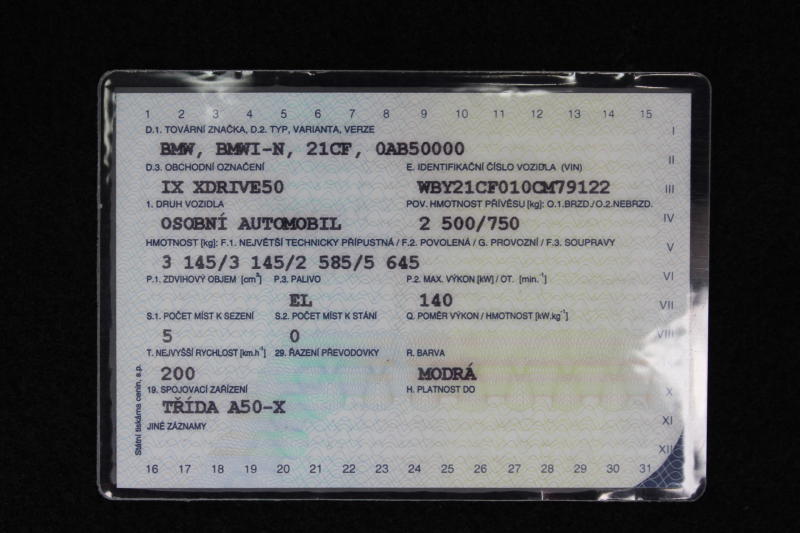 1 2 3 4 5 6 7 8 9 10 11 12 13 14 15
D.1. TOVÁRNÍ ZNAČKA, D.2. TYP, VARIANTA, VERZE
I
BMW, BMWI-N, 21CF, 0AB50000
D.3. OBCHODNÍ OZNAČENÍ E. IDENTIFIKAČNÍ ČÍSLO VOZIDLA (VIN)
II
IX XDRIVE50 WBY21CF010CM79122
III
1. DRUH VOZIDLA POV. HMOTNOST PŘÍVĚSU [kg]: O.1.BRZD./O.2.NEBRZD.
OSOBNÍ AUTOMOBIL 2 500/750
IV
HMOTNOST [kg]: F.1. NEJVĚTŠÍ TECHNICKY PŘÍPUSTNÁ / F.2. POVOLENÁ / G. PROVOZNÍ / F.3. SOUPRAVY
V
3 145/3 145/2 585/5 645
P.1. ZDVIHOVÝ OBJEM [cm³] P.3. PALIVO P.2. MAX. VÝKON [kW] / OT. [min.⁻¹]
VI
EL 140
VII
S.1. POČET MÍST K SEZENÍ S.2. POČET MÍST K STÁNÍ Q. POMĚR VÝKON / HMOTNOST [kW.kg⁻¹]
5 0
VIII
T. NEJVYŠŠÍ RYCHLOST [km.h⁻¹] 29. ŘAZENÍ PŘEVODOVKY R. BARVA
200 MODRÁ
19. SPOJOVACÍ ZAŘÍZENÍ H. PLATNOST DO
X
TŘÍDA A50-X
XI
JINÉ ZÁZNAMY
XII
16 17 18 19 20 21 22 23 24 25 26 27 28 29 30 31
Státní tiskárna cenin, s.p.